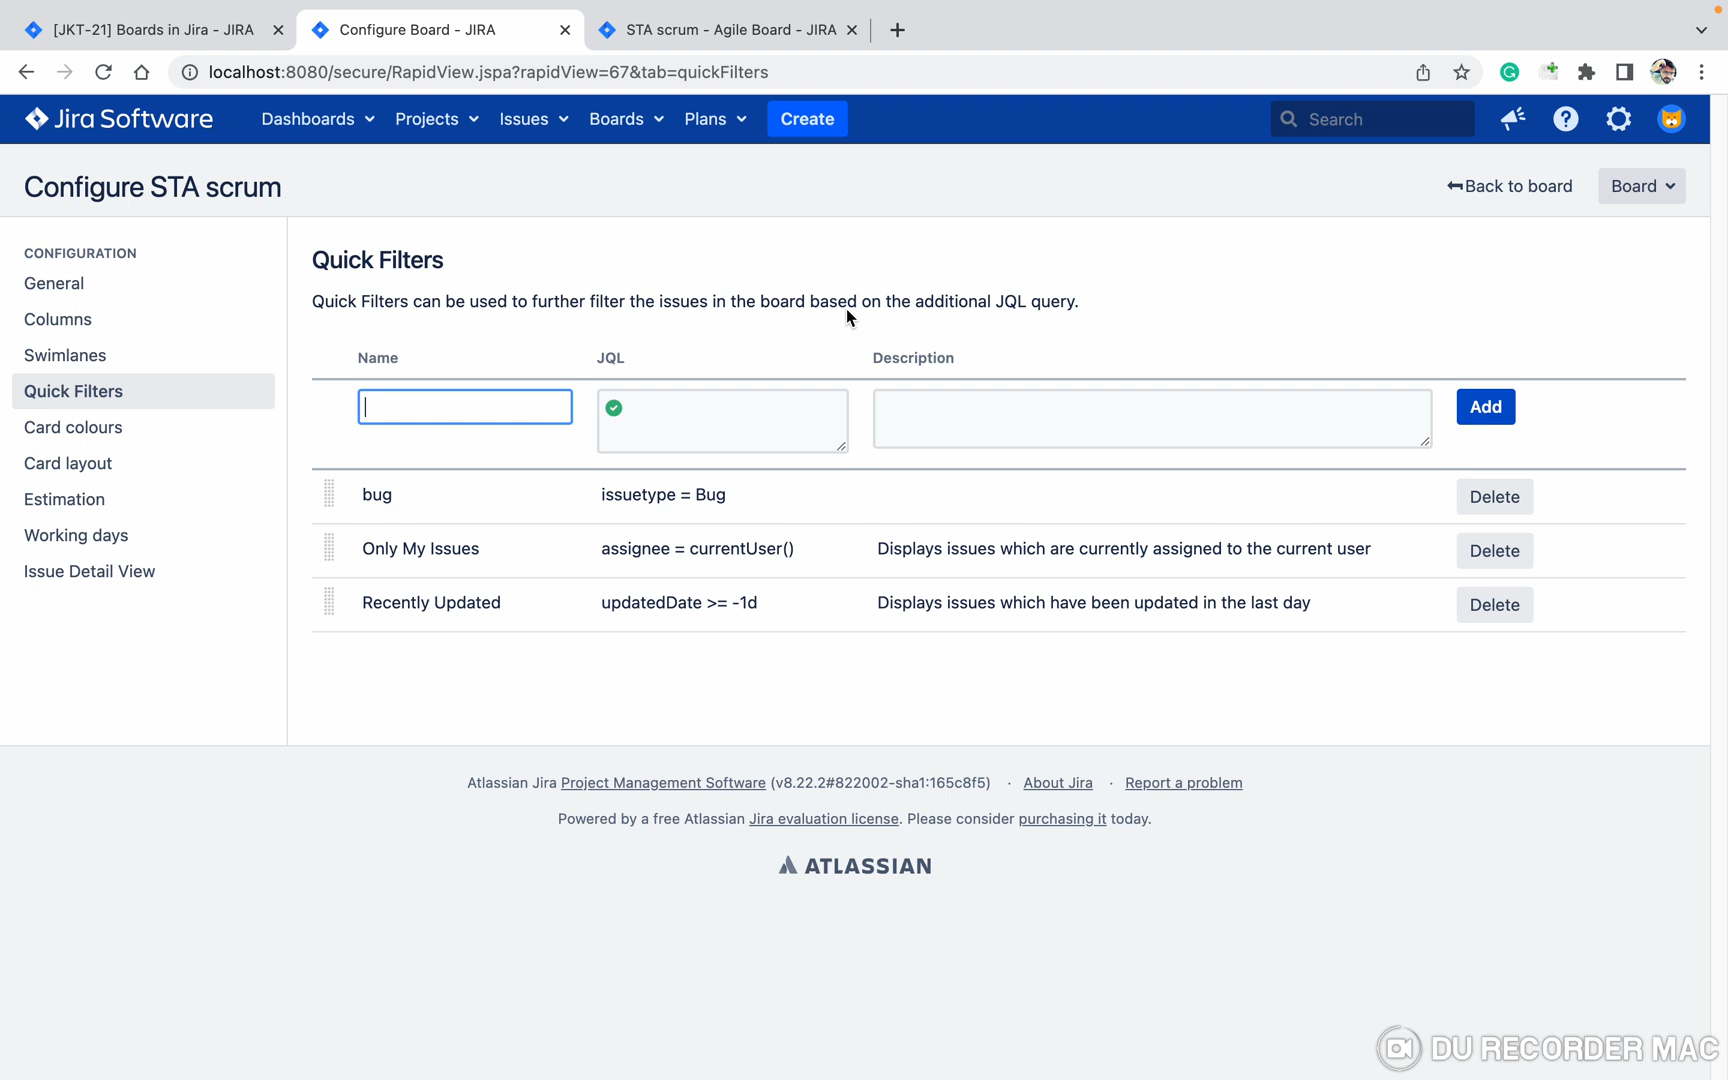 [JKT-21] Boards in Jira - JIRA
Configure Board - JIRA
STA scrum - Agile Board - JIRA
localhost:8080/secure/RapidView.jspa?rapidView=67&tab=quickFilters
Jira Software Dashboards Projects Issues Boards Plans Create Search
Configure STA scrum
Back to board Board
CONFIGURATION
General
Columns
Swimlanes
Quick Filters
Card colours
Card layout
Estimation
Working days
Issue Detail View
Quick Filters
Quick Filters can be used to further filter the issues in the board based on the additional JQL query.
Name JQL Description
Add
bug issuetype = Bug Delete
Only My Issues assignee = currentUser() Displays issues which are currently assigned to the current user Delete
Recently Updated updatedDate >= -1d Displays issues which have been updated in the last day Delete
Atlassian Jira Project Management Software (v8.22.2#822002-sha1:165c8f5) · About Jira · Report a problem
Powered by a free Atlassian Jira evaluation license. Please consider purchasing it today.
ATLASSIAN
DU RECORDER MAC